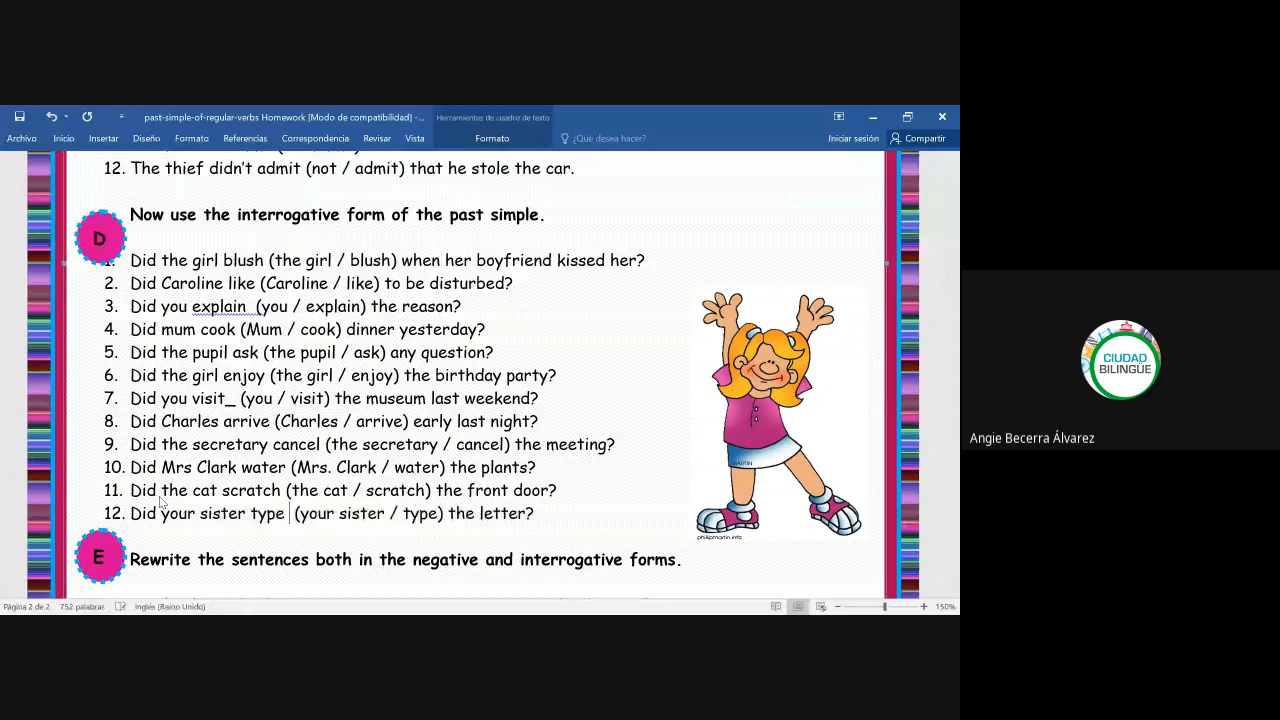 past-simple-of-regular-verbs Homework [Modo de compatibilidad] -...
Herramientas de cuadro de texto
Archivo Inicio Insertar Diseño Formato Referencias Correspondencia Revisar Vista Formato ¿Qué desea hacer? Iniciar sesión Compartir
12. The thief didn't admit (not / admit) that he stole the car.
D
Now use the interrogative form of the past simple.
1. Did the girl blush (the girl / blush) when her boyfriend kissed her?
2. Did Caroline like (Caroline / like) to be disturbed?
3. Did you explain (you / explain) the reason?
4. Did mum cook (Mum / cook) dinner yesterday?
5. Did the pupil ask (the pupil / ask) any question?
6. Did the girl enjoy (the girl / enjoy) the birthday party?
7. Did you visit_ (you / visit) the museum last weekend?
8. Did Charles arrive (Charles / arrive) early last night?
9. Did the secretary cancel (the secretary / cancel) the meeting?
10. Did Mrs Clark water (Mrs. Clark / water) the plants?
11. Did the cat scratch (the cat / scratch) the front door?
12. Did your sister type (your sister / type) the letter?
MARTIN
philipmartin.info
E
Rewrite the sentences both in the negative and interrogative forms.
Página 2 de 2 752 palabras Inglés (Reino Unido) 150%
CIUDAD
BILINGÜE
Angie Becerra Álvarez